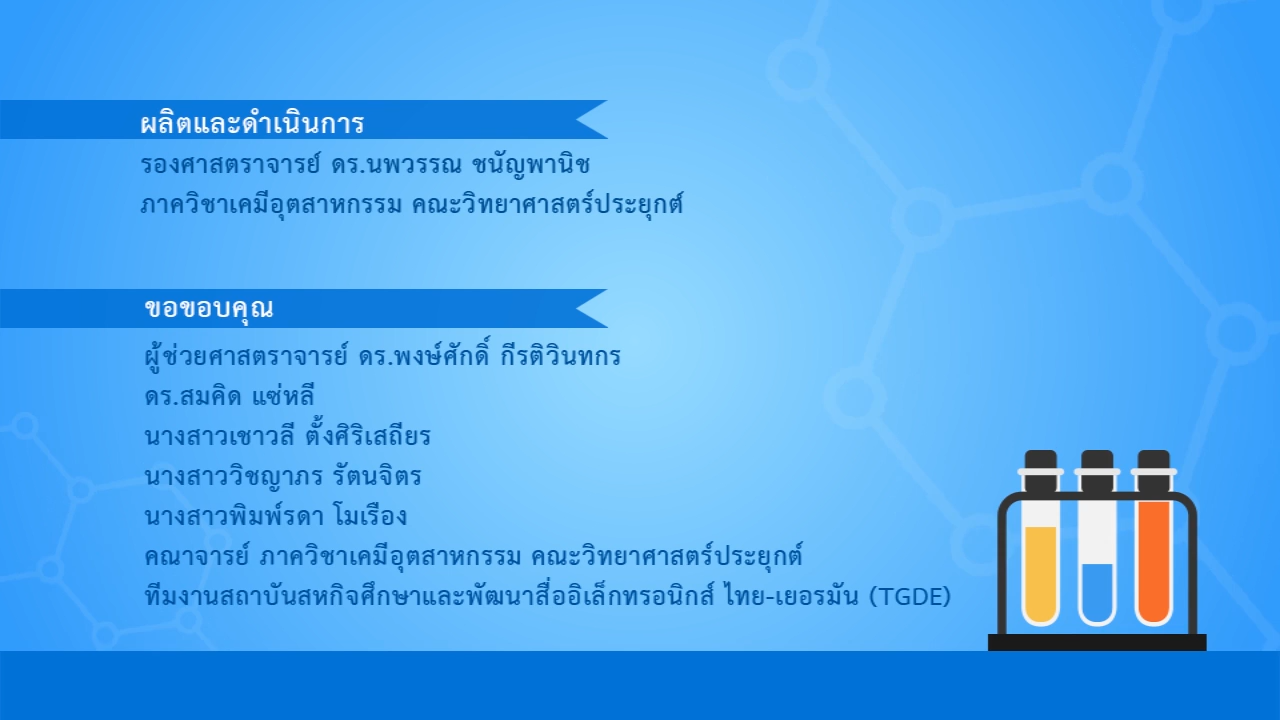 ผลิตและดำเนินการ
รองศาสตราจารย์ ดร.นพวรรณ ชนัญพานิช
ภาควิชาเคมีอุตสาหกรรม คณะวิทยาศาสตร์ประยุกต์
ขอขอบคุณ
ผู้ช่วยศาสตราจารย์ ดร.พงษ์ศักดิ์ กีรติวินทกร
ดร.สมคิด แซ่หลี
นางสาวเชาวลี ตั้งศิริเสถียร
นางสาววิชญาภร รัตนจิตร
นางสาวพิมพ์รดา โมเรือง
คณาจารย์ ภาควิชาเคมีอุตสาหกรรม คณะวิทยาศาสตร์ประยุกต์
ทีมงานสถาบันสหกิจศึกษาและพัฒนาสื่ออิเล็กทรอนิกส์ ไทย-เยอรมัน (TGDE)